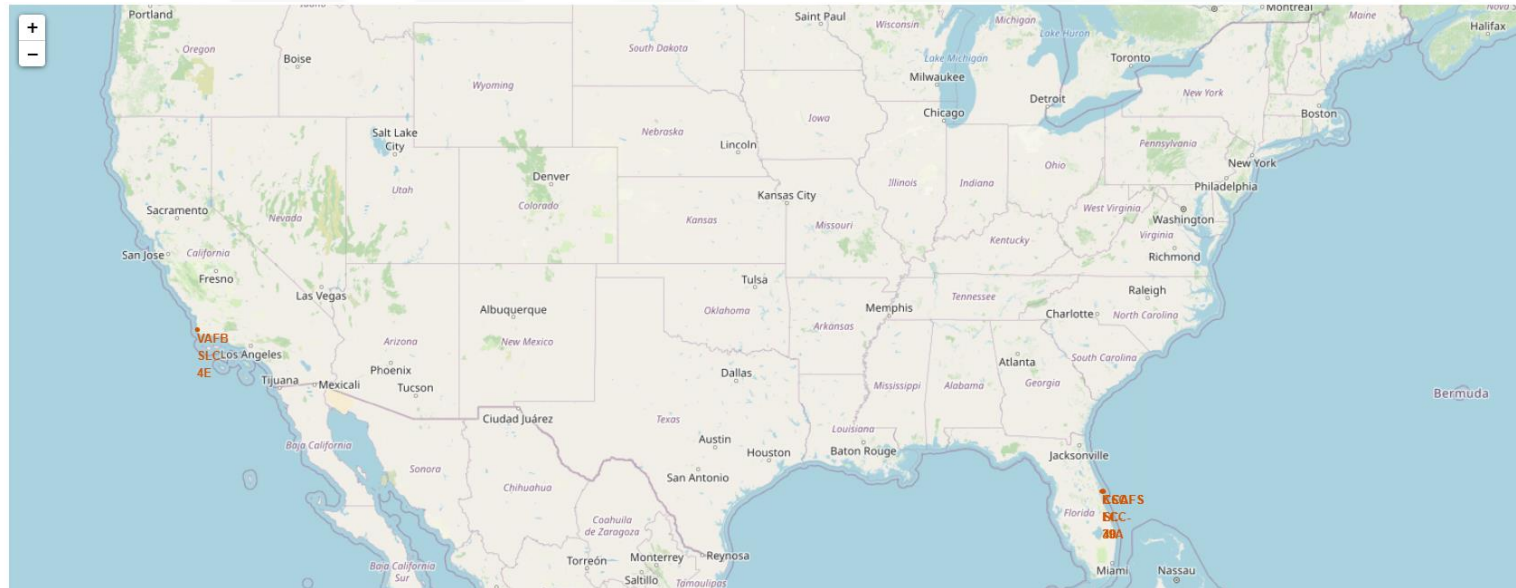 +
−
Portland
Idaho
Saint Paul
Wisconsin
Michigan
Montreal
Maine
Nova S
Halifax
Oregon
Boise
South Dakota
Lake Michigan
Lake Huron
Toronto
Wyoming
Milwaukee
Detroit
New York
Boston
Salt Lake
City
Nebraska
Lincoln
Iowa
Chicago
Pennsylvania
New York
Philadelphia
Utah
Denver
Colorado
Illinois
Indiana
Ohio
Sacramento
Nevada
Kansas City
Kansas
Missouri
West Virginia
Washington
Virginia
Richmond
San Jose
California
Kentucky
Fresno
Las Vegas
Tulsa
Raleigh
Albuquerque
Oklahoma
Memphis
Tennessee
Charlotte
North Carolina
VAFB
SLC-
4E
Los Angeles
Arizona
New Mexico
Arkansas
South Carolina
Tijuana
Mexicali
Phoenix
Tucson
Dallas
Atlanta
Mississippi
Alabama
Georgia
Bermuda
Ciudad Juárez
Texas
Louisiana
Baja California
Sonora
Austin
Houston
Baton Rouge
Jacksonville
San Antonio
Chihuahua
Florida
Coahuila
de Zaragoza
Baja California
Sur
Torreón
Monterrey
Reynosa
Saltillo
Tamaulipas
Miami
Nassau